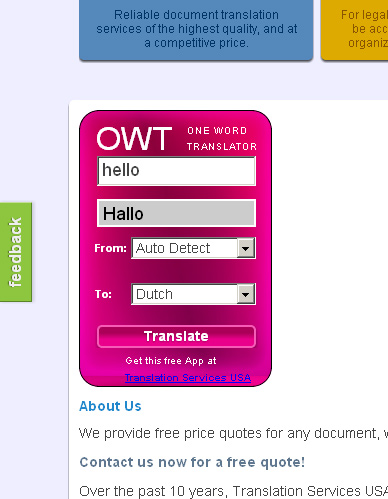 Reliable document translation
services of the highest quality, and at
a competitive price.
For legal
be acc
organiz
OWT
ONE WORD
TRANSLATOR
hello
Hallo
From:
Auto Detect
To:
Dutch
Translate
Get this free App at
Translation Services USA
feedback
About Us
We provide free price quotes for any document, w
Contact us now for a free quote!
Over the past 10 years, Translation Services USA